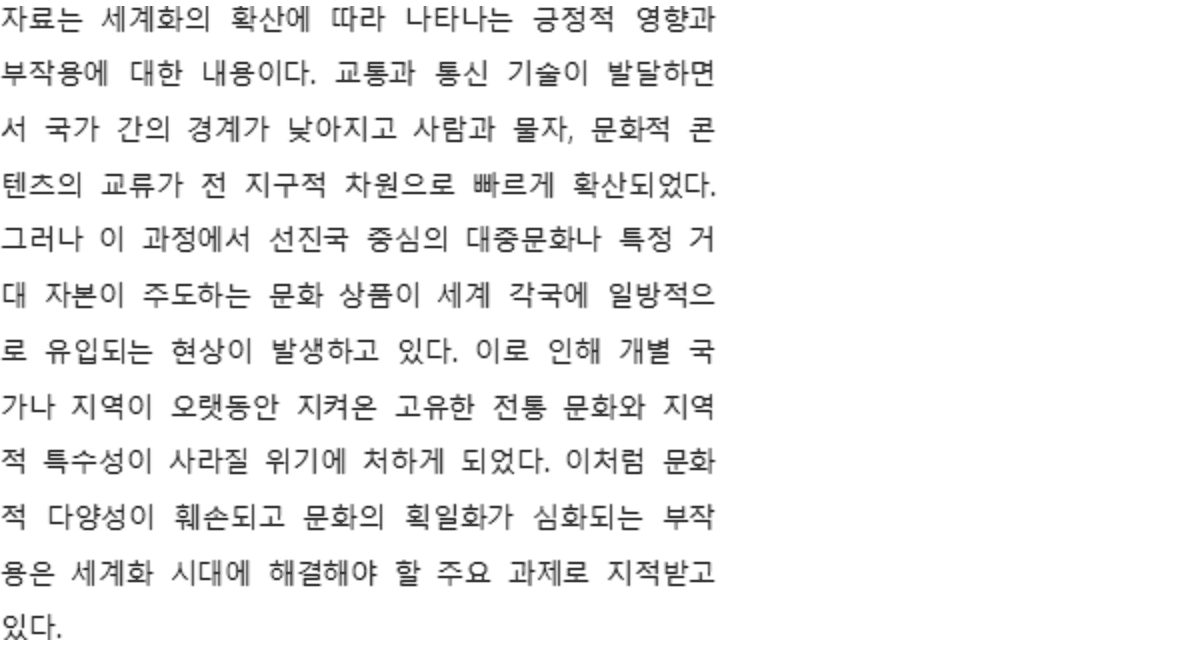 자료는 세계화의 확산에 따라 나타나는 긍정적 영향과
부작용에 대한 내용이다. 교통과 통신 기술이 발달하면
서 국가 간의 경계가 낮아지고 사람과 물자, 문화적 콘
텐츠의 교류가 전 지구적 차원으로 빠르게 확산되었다.
그러나 이 과정에서 선진국 중심의 대중문화나 특정 거
대 자본이 주도하는 문화 상품이 세계 각국에 일방적으
로 유입되는 현상이 발생하고 있다. 이로 인해 개별 국
가나 지역이 오랫동안 지켜온 고유한 전통 문화와 지역
적 특수성이 사라질 위기에 처하게 되었다. 이처럼 문화
적 다양성이 훼손되고 문화의 획일화가 심화되는 부작
용은 세계화 시대에 해결해야 할 주요 과제로 지적받고
있다.